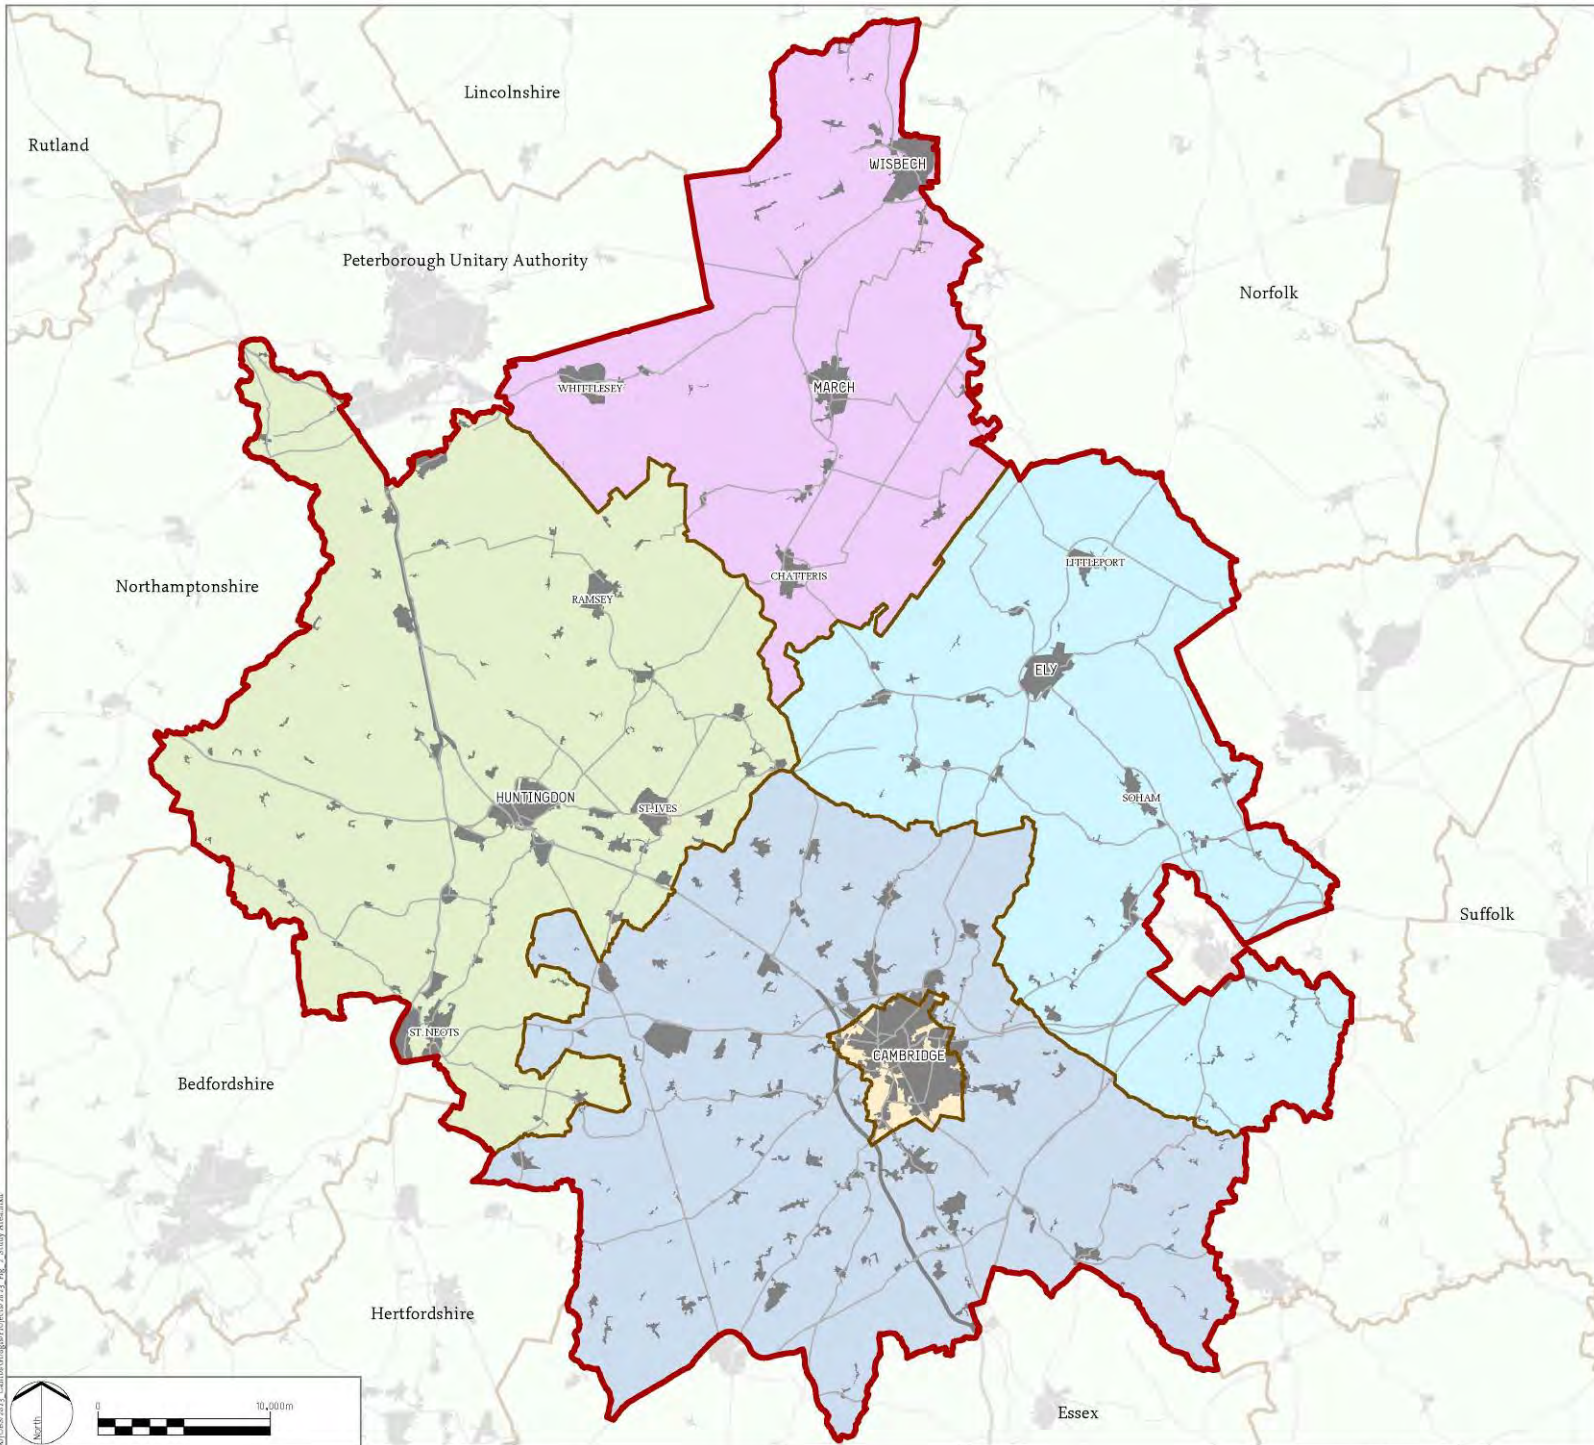 Lincolnshire
Rutland
WISBECH
Peterborough Unitary Authority
Norfolk
WHITTLESEY
MARCH
LITTLEPORT
CHATTERIS
Northamptonshire
RAMSEY
ELY
HUNTINGDON
SOHAM
ST. IVES
Suffolk
ST. NEOTS
CAMBRIDGE
Bedfordshire
Hertfordshire
Essex
North
0
10,000m